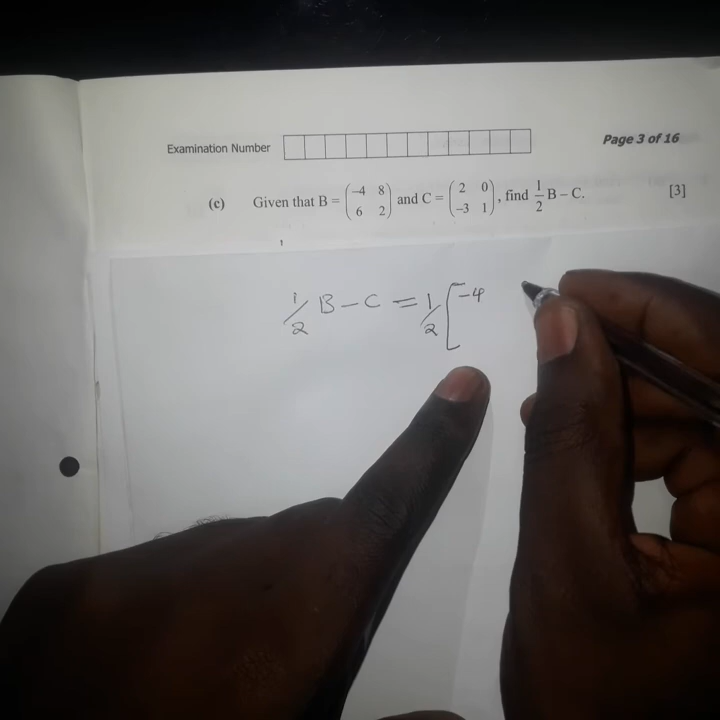 Examination Number
Page 3 of 16
(c) Given that B = (−4 8; 6 2) and C = (2 0; −3 1), find 1/2 B − C. [3]
1/2 B − C = 1/2 [−4